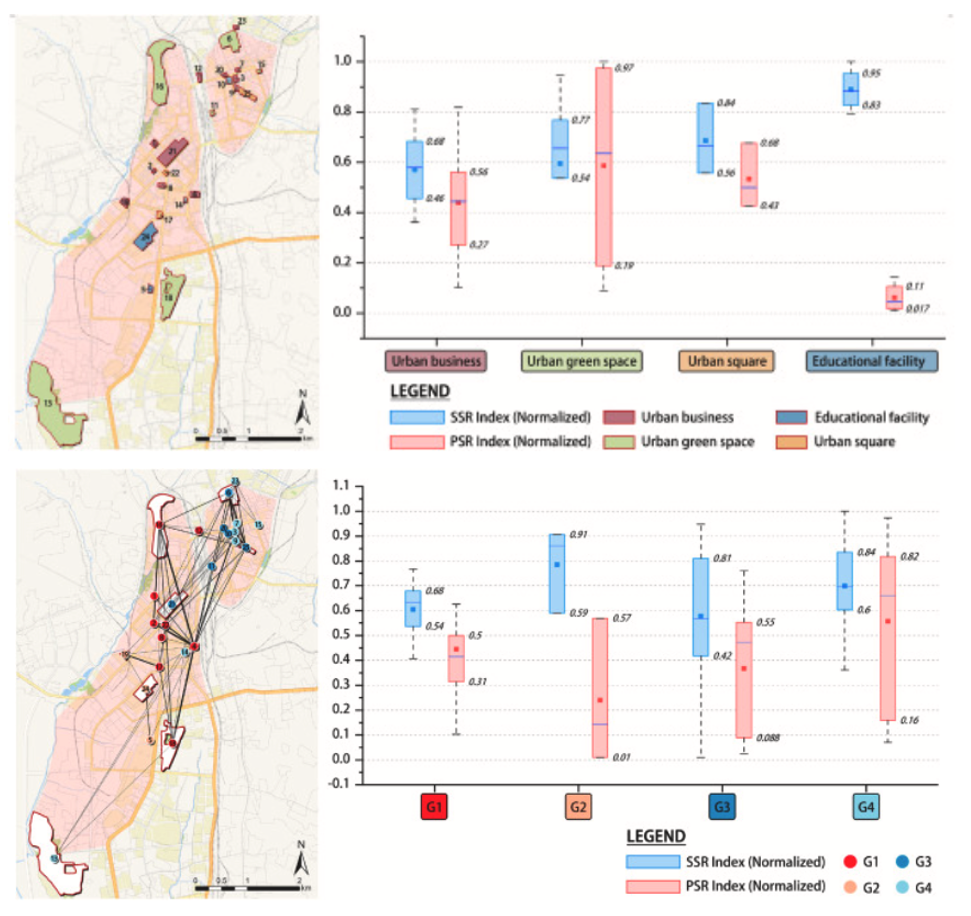 23
6
12
7
20
15
3
10
16
11
21
2
22
8
14
17
24
5
18
13
N
0 0.5 1 2
km
1.0
0.8
0.6
0.4
0.2
0.0
0.68
0.46
0.56
0.27
0.77
0.54
0.97
0.19
0.84
0.56
0.68
0.43
0.95
0.83
0.11
0.017
Urban business
Urban green space
Urban square
Educational facility
LEGEND
SSR Index (Normalized)
Urban business
Educational facility
PSR Index (Normalized)
Urban green space
Urban square
N
0 0.5 1 2
km
1.1
1.0
0.9
0.8
0.7
0.6
0.5
0.4
0.3
0.2
0.1
0.0
-0.1
0.68
0.54
0.5
0.31
0.91
0.59
0.57
0.01
0.81
0.42
0.55
0.088
0.84
0.6
0.82
0.16
G1
G2
G3
G4
LEGEND
SSR Index (Normalized)
G1
G3
PSR Index (Normalized)
G2
G4